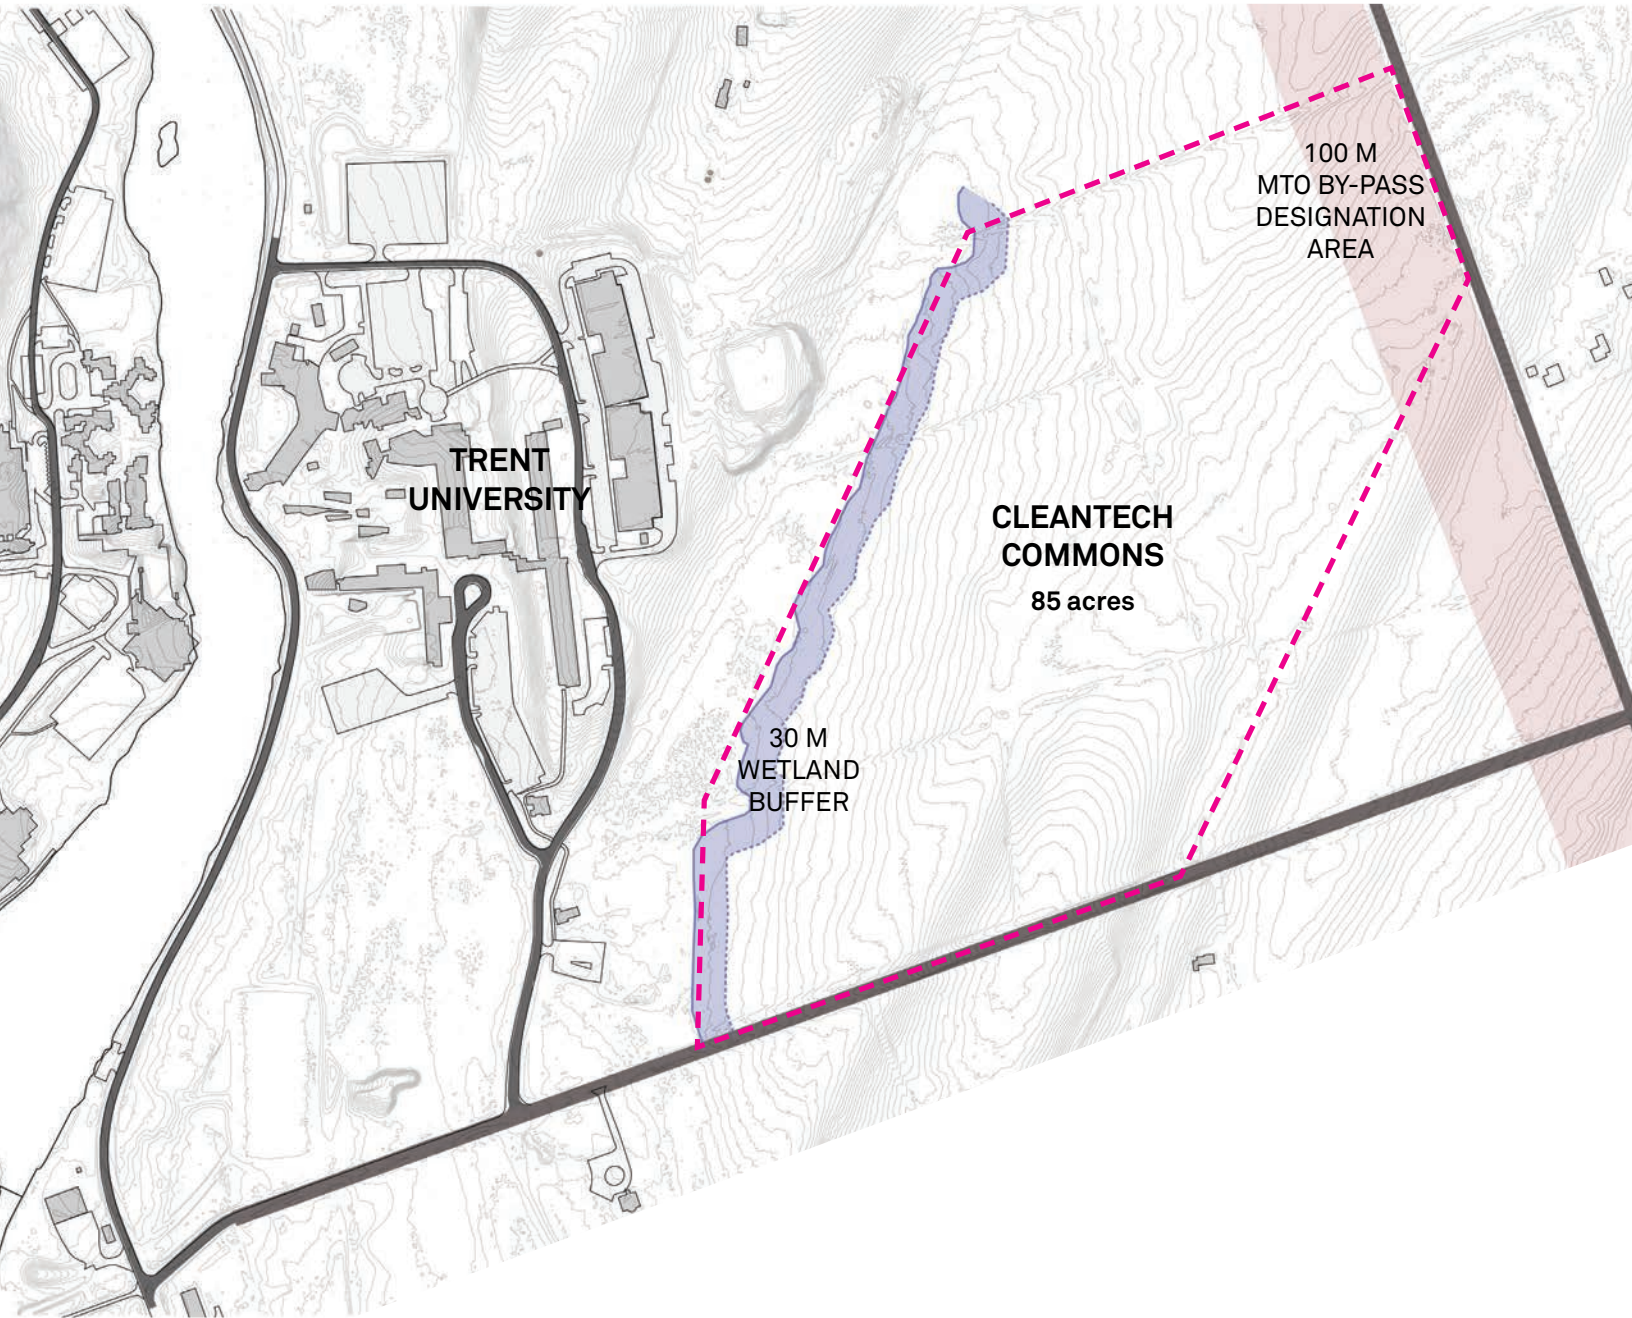 100 M
MTO BY-PASS
DESIGNATION
AREA
TRENT
UNIVERSITY
CLEANTECH
COMMONS
85 acres
30 M
WETLAND
BUFFER